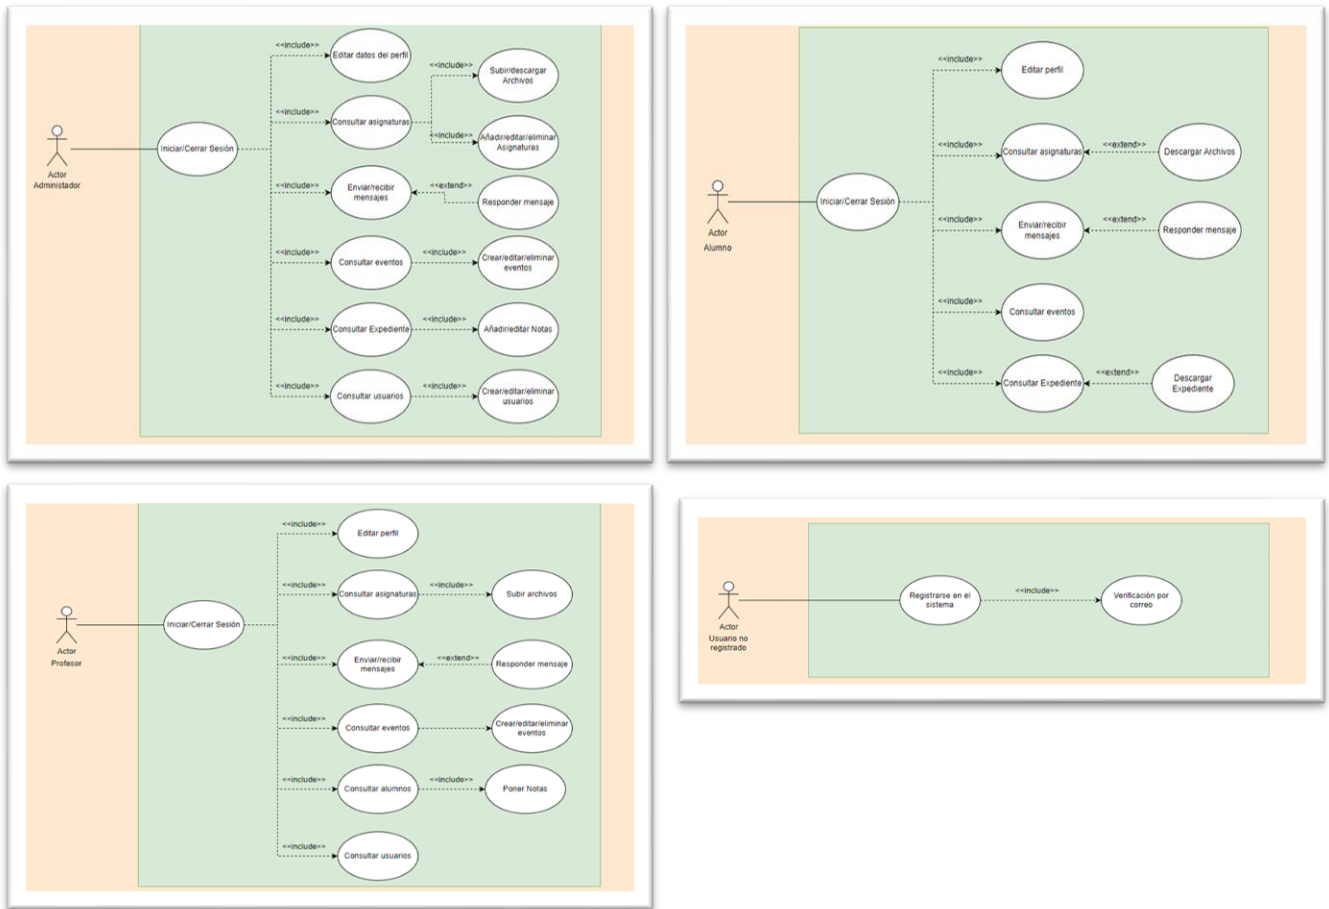 <<include>>
Editar datos del perfil
<<include>>
Subir/descargar
Archivos
<<include>>
Consultar asignaturas
<<include>>
Añadir/editar/eliminar
Asignaturas
Iniciar/Cerrar Sesión
Actor
Administador
<<include>>
Enviar/recibir
mensajes
<<extend>>
Responder mensaje
<<include>>
Consultar eventos
<<include>>
Crear/editar/eliminar
eventos
<<include>>
Consultar Expediente
<<include>>
Añadir/editar Notas
<<include>>
Consultar usuarios
<<include>>
Crear/editar/eliminar
usuarios
<<include>>
Editar perfil
<<include>>
Consultar asignaturas
<<extend>>
Descargar Archivos
Iniciar/Cerrar Sesión
Actor
Alumno
<<include>>
Enviar/recibir
mensajes
<<extend>>
Responder mensaje
<<include>>
Consultar eventos
<<include>>
Consultar Expediente
<<extend>>
Descargar
Expediente
<<include>>
Editar perfil
<<include>>
Consultar asignaturas
<<include>>
Subir archivos
Iniciar/Cerrar Sesión
Actor
Profesor
<<include>>
Enviar/recibir
mensajes
<<extend>>
Responder mensaje
<<include>>
Consultar eventos
Crear/editar/eliminar
eventos
<<include>>
Consultar alumnos
<<include>>
Poner Notas
<<include>>
Consultar usuarios
Actor
Usuario no
registrado
Registrarse en el
sistema
<<include>>
Verificación por
correo